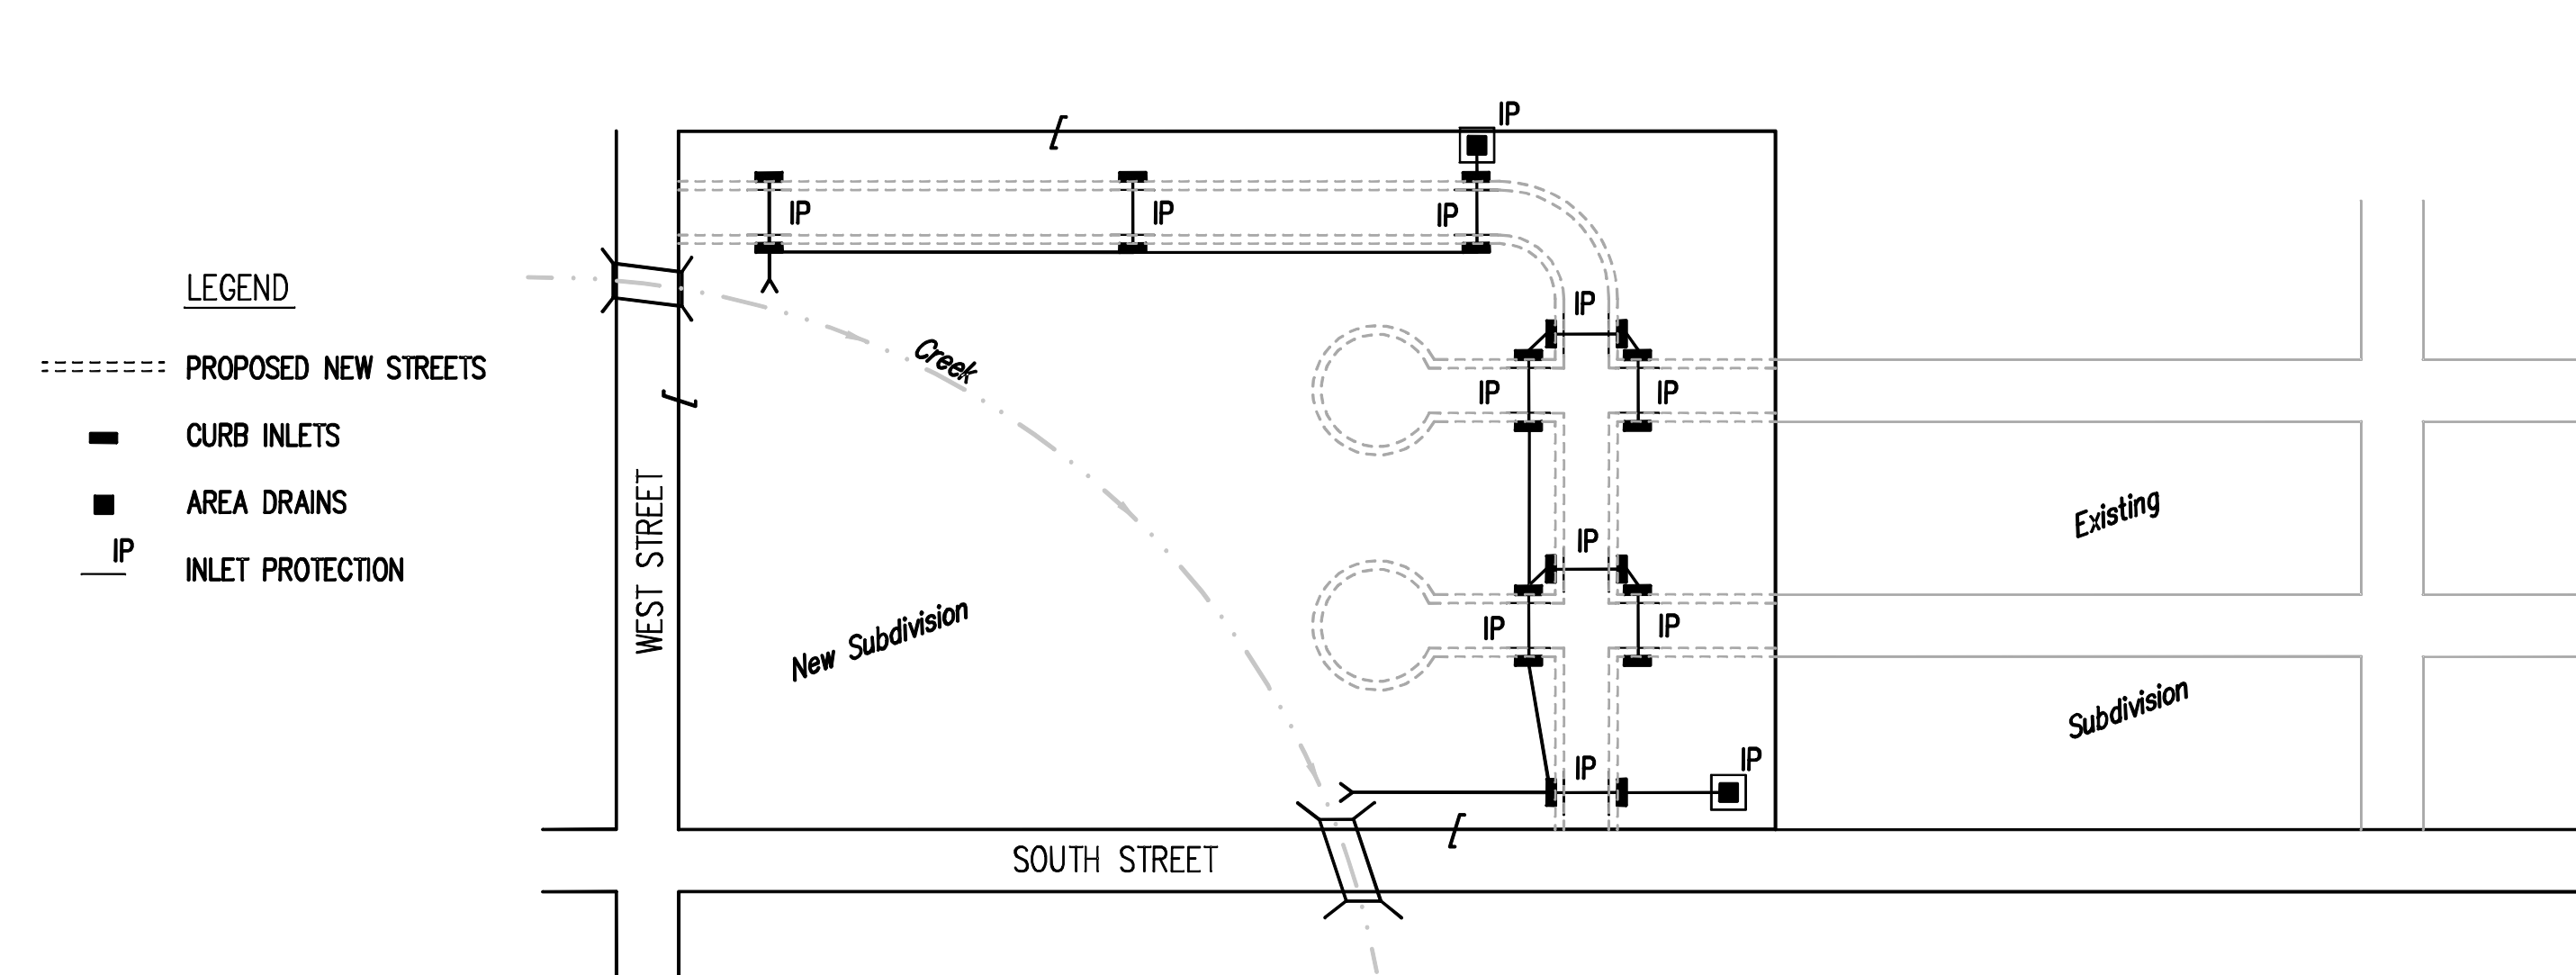 IP
IP
IP
IP
LEGEND
IP
PROPOSED NEW STREETS
Creek
IP
IP
CURB INLETS
AREA DRAINS
Existing
IP
IP
INLET PROTECTION
WEST STREET
New Subdivision
IP
IP
Subdivision
IP
IP
SOUTH STREET